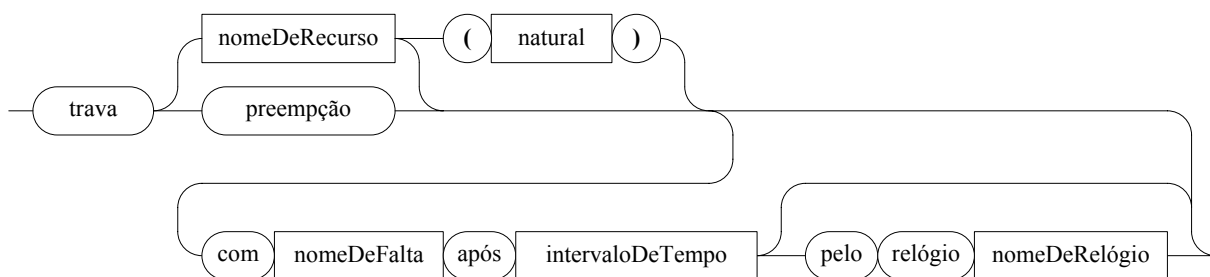 nomeDeRecurso ( natural )
trava preempção
com nomeDeFalta após intervaloDeTempo pelo relógio nomeDeRelógio